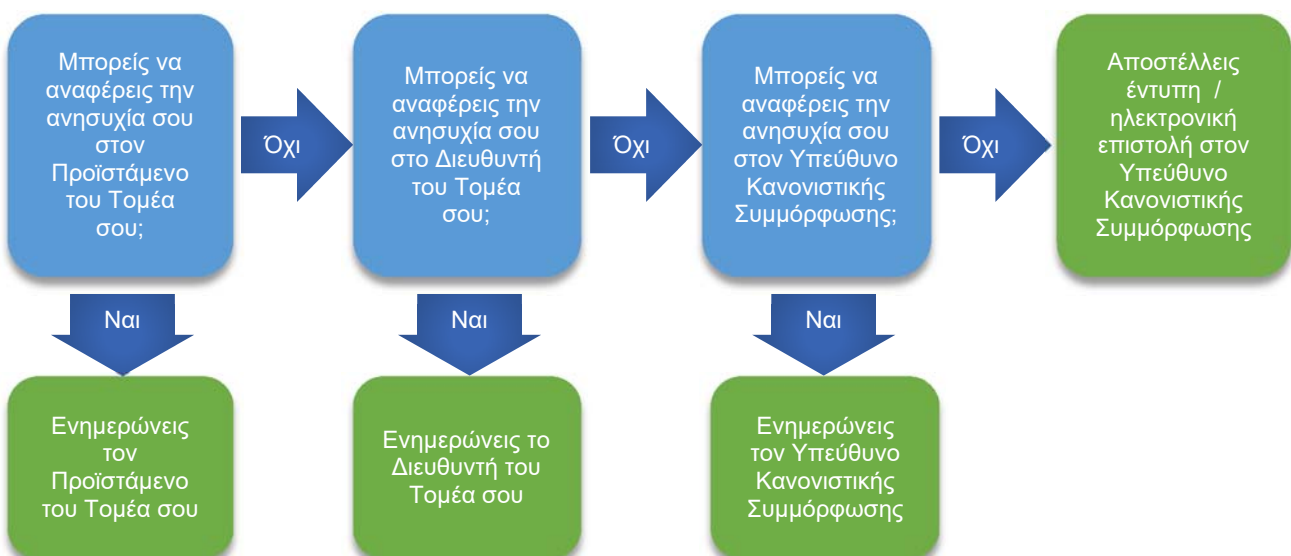 Μπορείς να
αναφέρεις την
ανησυχία σου
στον
Προϊστάμενο
του Τομέα
σου;
Όχι
Μπορείς να
αναφέρεις την
ανησυχία σου
στο Διευθυντή
του Τομέα
σου;
Όχι
Μπορείς να
αναφέρεις την
ανησυχία σου
στον Υπεύθυνο
Κανονιστικής
Συμμόρφωσης;
Όχι
Αποστέλλεις
έντυπη /
ηλεκτρονική
επιστολή στον
Υπεύθυνο
Κανονιστικής
Συμμόρφωσης
Ναι
Ναι
Ναι
Ενημερώνεις
τον
Προϊστάμενο
του Τομέα σου
Ενημερώνεις το
Διευθυντή του
Τομέα σου
Ενημερώνεις
τον Υπεύθυνο
Κανονιστικής
Συμμόρφωσης